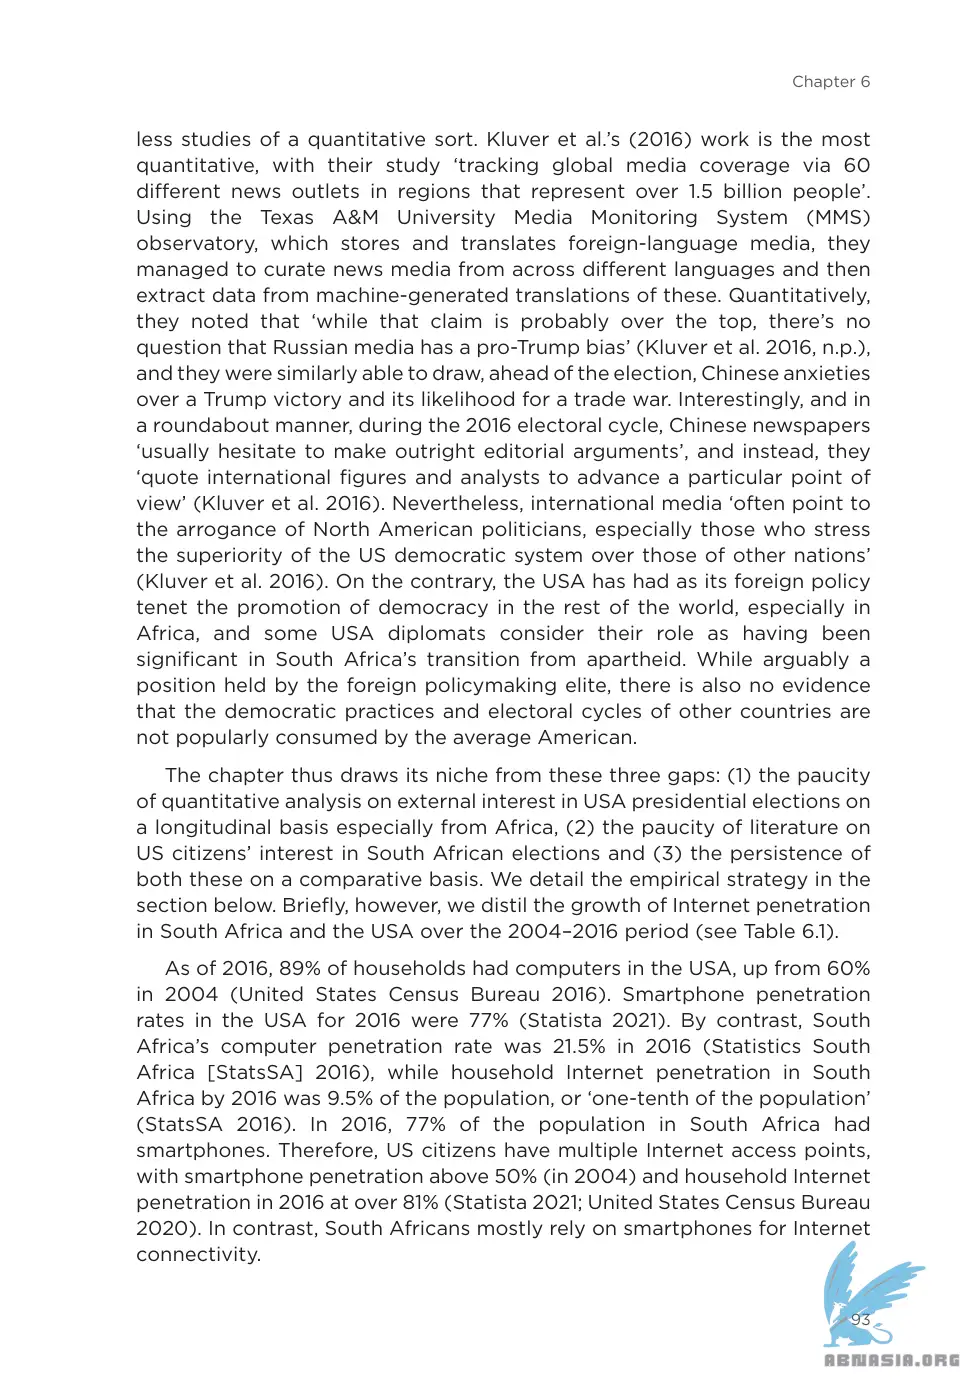 Chapter 6
less studies of a quantitative sort. Kluver et al.’s (2016) work is the most
quantitative, with their study ‘tracking global media coverage via 60
different news outlets in regions that represent over 1.5 billion people’.
Using the Texas A&M University Media Monitoring System (MMS)
observatory, which stores and translates foreign-language media, they
managed to curate news media from across different languages and then
extract data from machine-generated translations of these. Quantitatively,
they noted that ‘while that claim is probably over the top, there’s no
question that Russian media has a pro-Trump bias’ (Kluver et al. 2016, n.p.),
and they were similarly able to draw, ahead of the election, Chinese anxieties
over a Trump victory and its likelihood for a trade war. Interestingly, and in
a roundabout manner, during the 2016 electoral cycle, Chinese newspapers
‘usually hesitate to make outright editorial arguments’, and instead, they
‘quote international figures and analysts to advance a particular point of
view’ (Kluver et al. 2016). Nevertheless, international media ‘often point to
the arrogance of North American politicians, especially those who stress
the superiority of the US democratic system over those of other nations’
(Kluver et al. 2016). On the contrary, the USA has had as its foreign policy
tenet the promotion of democracy in the rest of the world, especially in
Africa, and some USA diplomats consider their role as having been
significant in South Africa’s transition from apartheid. While arguably a
position held by the foreign policymaking elite, there is also no evidence
that the democratic practices and electoral cycles of other countries are
not popularly consumed by the average American.
The chapter thus draws its niche from these three gaps: (1) the paucity
of quantitative analysis on external interest in USA presidential elections on
a longitudinal basis especially from Africa, (2) the paucity of literature on
US citizens’ interest in South African elections and (3) the persistence of
both these on a comparative basis. We detail the empirical strategy in the
section below. Briefly, however, we distil the growth of Internet penetration
in South Africa and the USA over the 2004–2016 period (see Table 6.1).
As of 2016, 89% of households had computers in the USA, up from 60%
in 2004 (United States Census Bureau 2016). Smartphone penetration
rates in the USA for 2016 were 77% (Statista 2021). By contrast, South
Africa’s computer penetration rate was 21.5% in 2016 (Statistics South
Africa [StatsSA] 2016), while household Internet penetration in South
Africa by 2016 was 9.5% of the population, or ‘one-tenth of the population’
(StatsSA 2016). In 2016, 77% of the population in South Africa had
smartphones. Therefore, US citizens have multiple Internet access points,
with smartphone penetration above 50% (in 2004) and household Internet
penetration in 2016 at over 81% (Statista 2021; United States Census Bureau
2020). In contrast, South Africans mostly rely on smartphones for Internet
connectivity.
93
ABNASIA.ORG